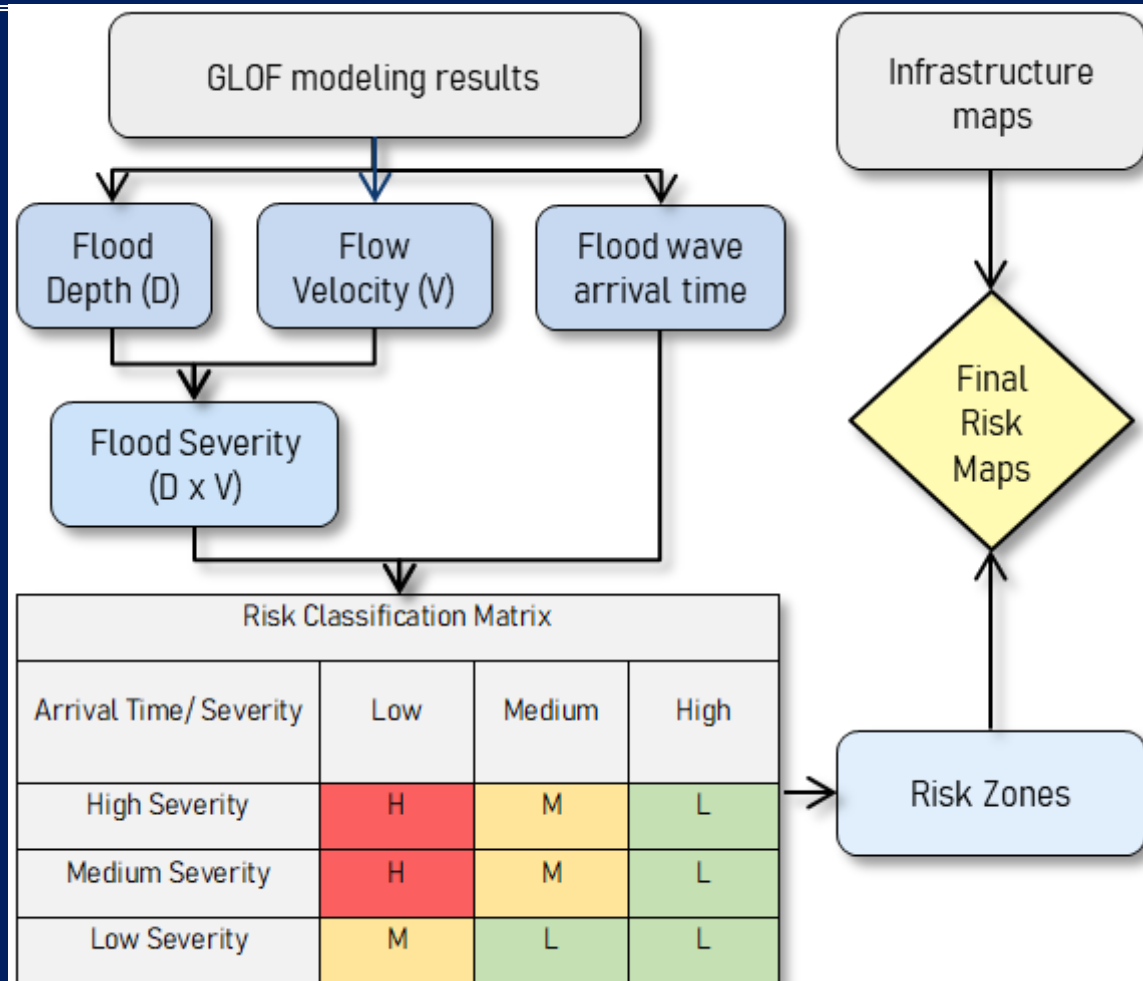 GLOF modeling results
Infrastructure
maps
Flood
Depth (D)
Flow
Velocity (V)
Flood wave
arrival time
Final
Risk
Maps
Flood Severity
(D x V)
Risk Classification Matrix
Arrival Time/ Severity Low Medium High
High Severity H M L
Medium Severity H M L
Low Severity M L L
Risk Zones